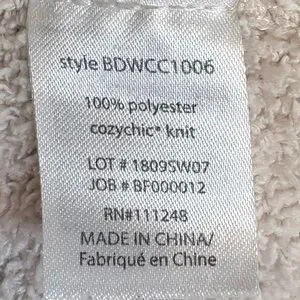 style BDWCC1006
100% polyester
cozychic® knit
LOT # 1809SW07
JOB # BF000012
RN#111248
MADE IN CHINA/
Fabriqué en Chine